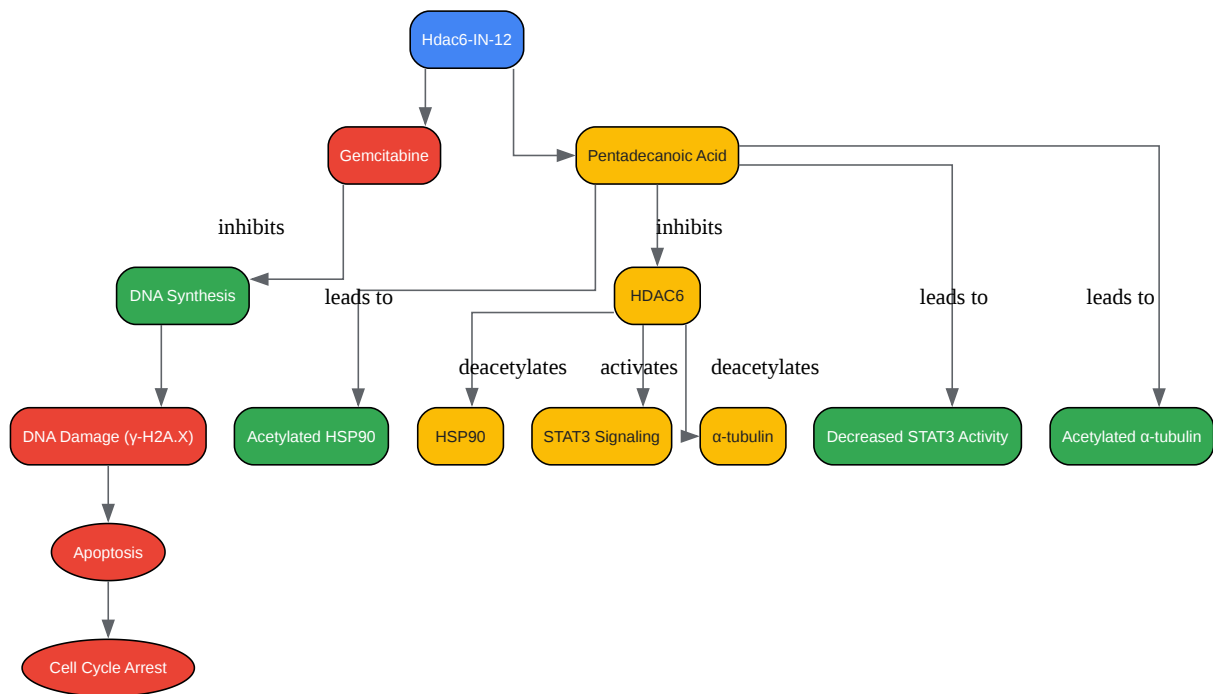 Hdac6-IN-12
Gemcitabine
Pentadecanoic Acid
inhibits
inhibits
DNA Synthesis
leads to
HDAC6
leads to
leads to
deacetylates
activates
deacetylates
DNA Damage (γ-H2A.X)
Acetylated HSP90
HSP90
STAT3 Signaling
α-tubulin
Decreased STAT3 Activity
Acetylated α-tubulin
Apoptosis
Cell Cycle Arrest